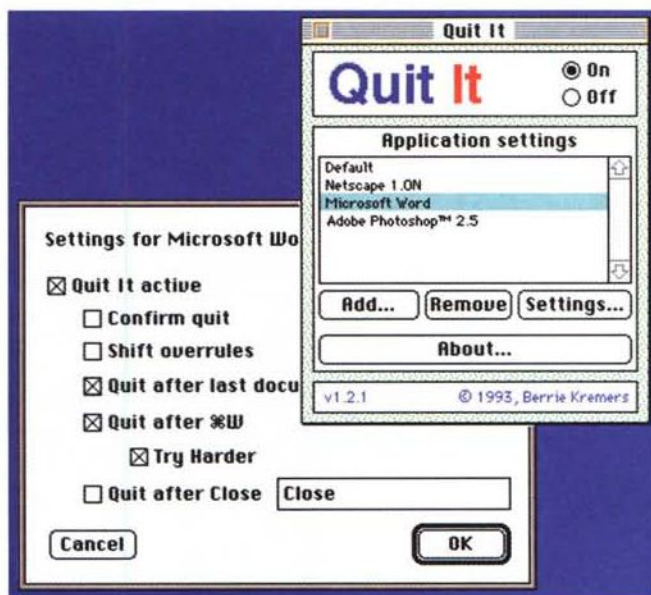 Quit It
Quit It
On
Off
Application settings
Default
Netscape 1.0N
Microsoft Word
Adobe Photoshop™ 2.5
Add...
Remove
Settings...
About...
v1.2.1
© 1993, Berrie Kremers
Settings for Microsoft Wo
Quit It active
Confirm quit
Shift overrules
Quit after last docu
Quit after ⌘W
Try Harder
Quit after Close
Close
Cancel
OK